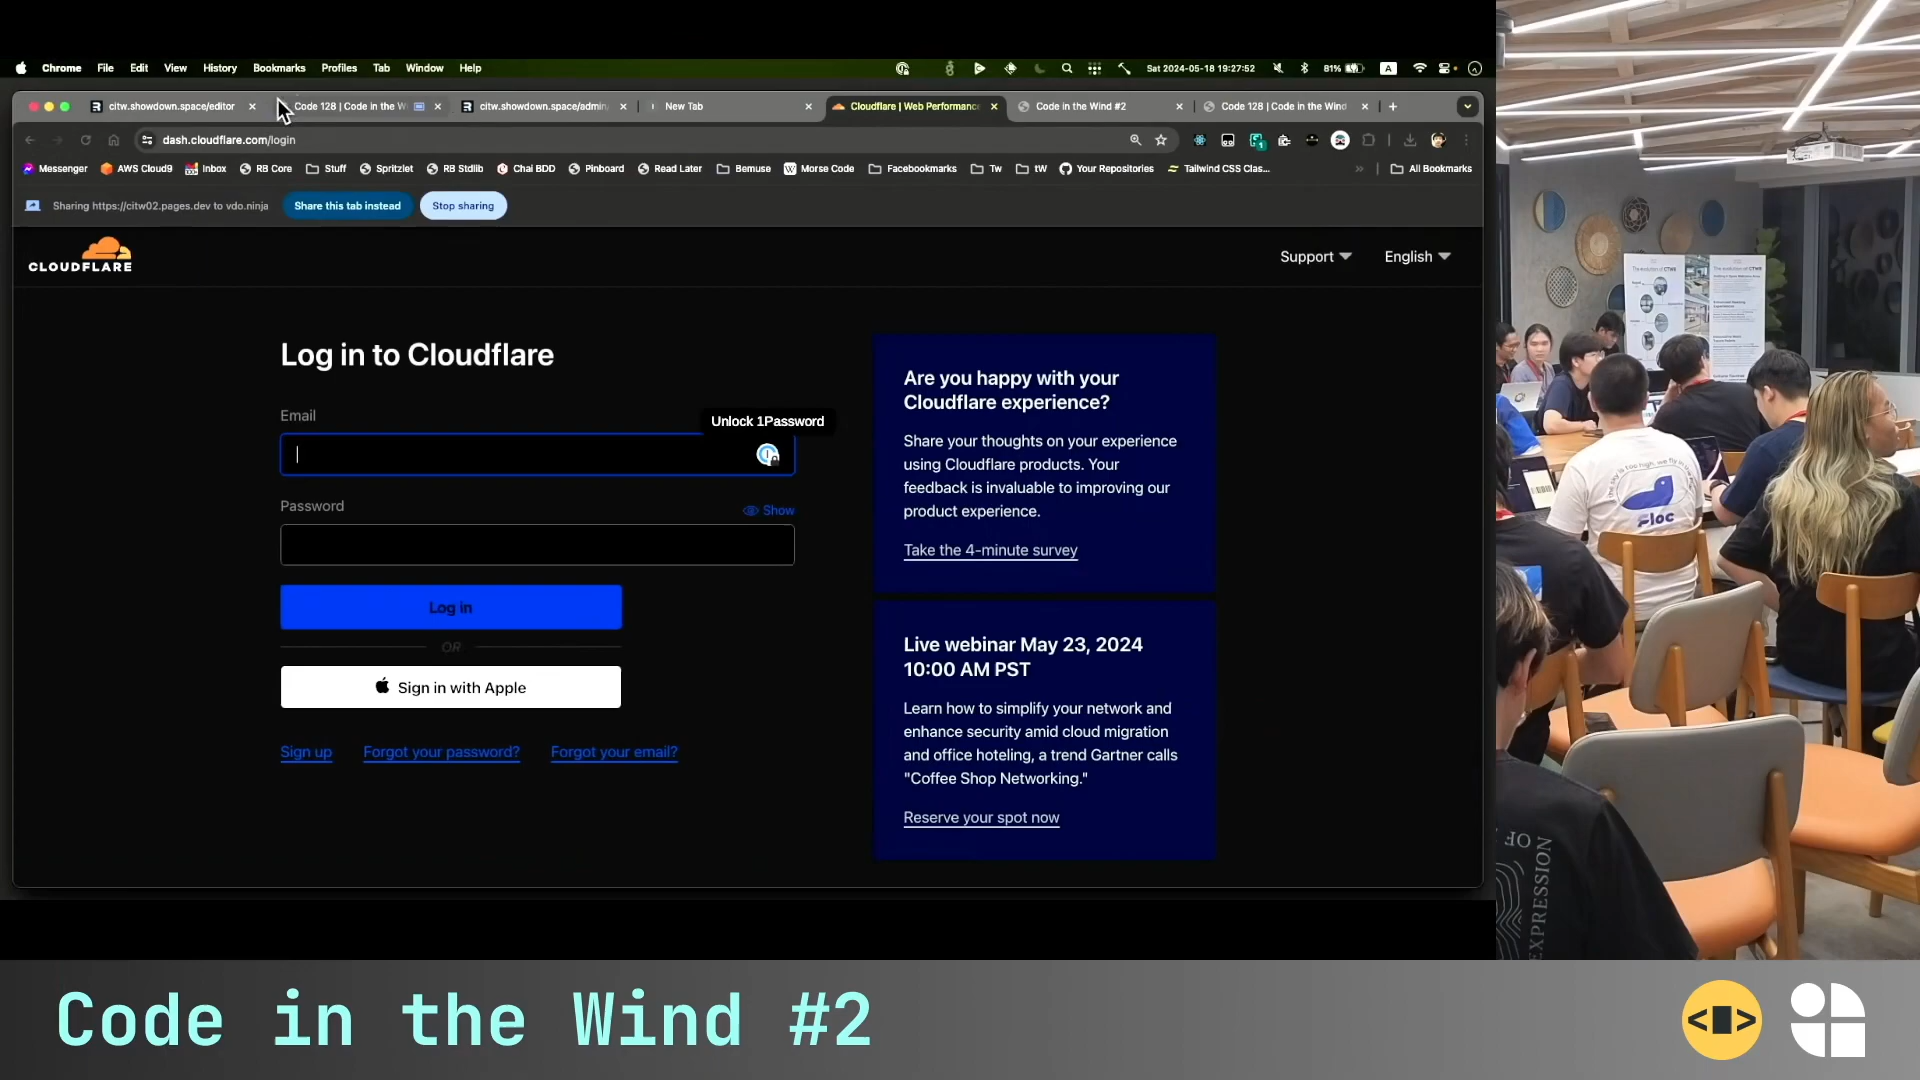 Chrome File Edit View History Bookmarks Profiles Tab Window Help
Sat 2024-05-18 19:27:52 81% A
citw.showdown.space/editor
Code 128 | Code in the W
citw.showdown.space/admin
New Tab
Cloudflare | Web Performanc
Code in the Wind #2
Code 128 | Code in the Wind
dash.cloudflare.com/login
Messenger AWS Cloud9 Inbox RB Core Stuff Spritzlet RB Stdlib Chai BDD Pinboard Read Later Bemuse Morse Code Facebookmarks Tw tW Your Repositories Tailwind CSS Clas... All Bookmarks
Sharing https://citw02.pages.dev to vdo.ninja Share this tab instead Stop sharing
CLOUDFLARE
Support English
Log in to Cloudflare
Email
Unlock 1Password
Password
Show
Log in
OR
Sign in with Apple
Sign up Forgot your password? Forgot your email?
Are you happy with your
Cloudflare experience?
Share your thoughts on your experience
using Cloudflare products. Your
feedback is invaluable to improving our
product experience.
Take the 4-minute survey
Live webinar May 23, 2024
10:00 AM PST
Learn how to simplify your network and
enhance security amid cloud migration
and office hoteling, a trend Gartner calls
"Coffee Shop Networking."
Reserve your spot now
The evolution of CTWR
Floc
OF
EXPRESSION
Code in the Wind #2